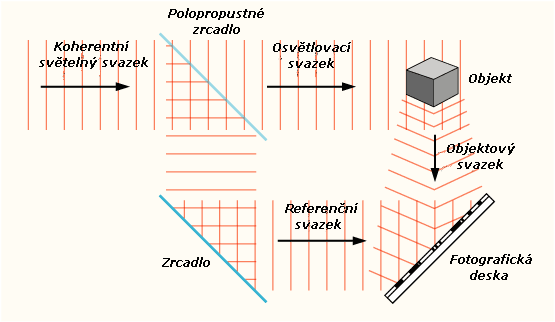 Polopropustné
zrcadlo
Koherentní
světelný svazek
Osvětlovací
svazek
Objekt
Objektový
svazek
Referenční
svazek
Zrcadlo
Fotografická
deska